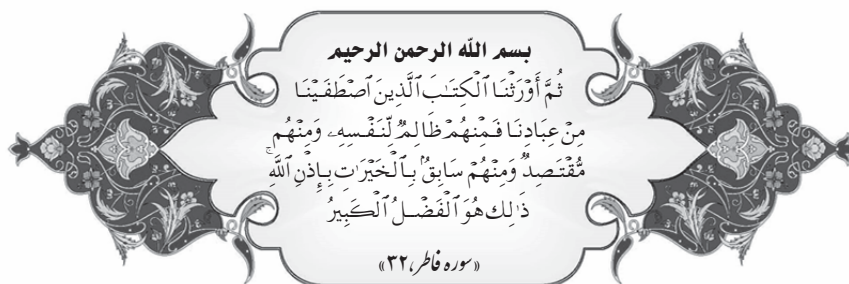 بسم الله الرحمن الرحيم
ثُمَّ أَوْرَثْنَا ٱلْكِتَـٰبَ ٱلَّذِينَ ٱصْطَفَيْنَا
مِنْ عِبَادِنَا فَمِنْهُمْ ظَالِمٌ لِّنَفْسِهِۦ وَمِنْهُم
مُّقْتَصِدٌ وَمِنْهُمْ سَابِقٌۢ بِٱلْخَيْرَٰتِ بِإِذْنِ ٱللَّهِۚ
ذَٰلِكَ هُوَ ٱلْفَضْلُ ٱلْكَبِيرُ
«سوره فاطر، ۳۲»